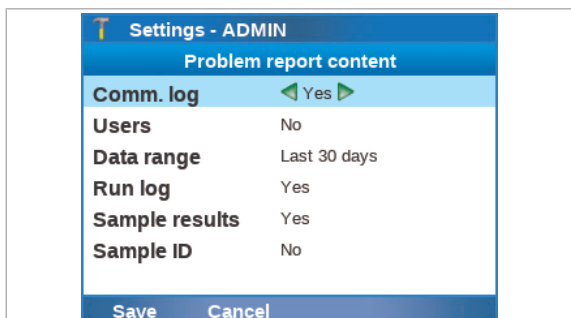 Settings - ADMIN
Problem report content
Comm. log Yes
Users No
Data range Last 30 days
Run log Yes
Sample results Yes
Sample ID No
Save Cancel